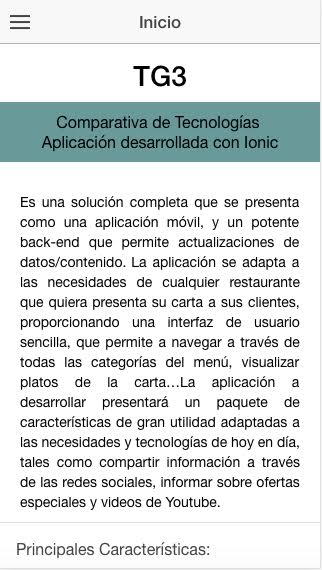 Inicio
TG3
Comparativa de Tecnologías
Aplicación desarrollada con Ionic
Es una solución completa que se presenta
como una aplicación móvil, y un potente
back-end que permite actualizaciones de
datos/contenido. La aplicación se adapta a
las necesidades de cualquier restaurante
que quiera presenta su carta a sus clientes,
proporcionando una interfaz de usuario
sencilla, que permite a navegar a través de
todas las categorías del menú, visualizar
platos de la carta...La aplicación a
desarrollar presentará un paquete de
características de gran utilidad adaptadas a
las necesidades y tecnologías de hoy en día,
tales como compartir información a través
de las redes sociales, informar sobre ofertas
especiales y videos de Youtube.
Principales Características: